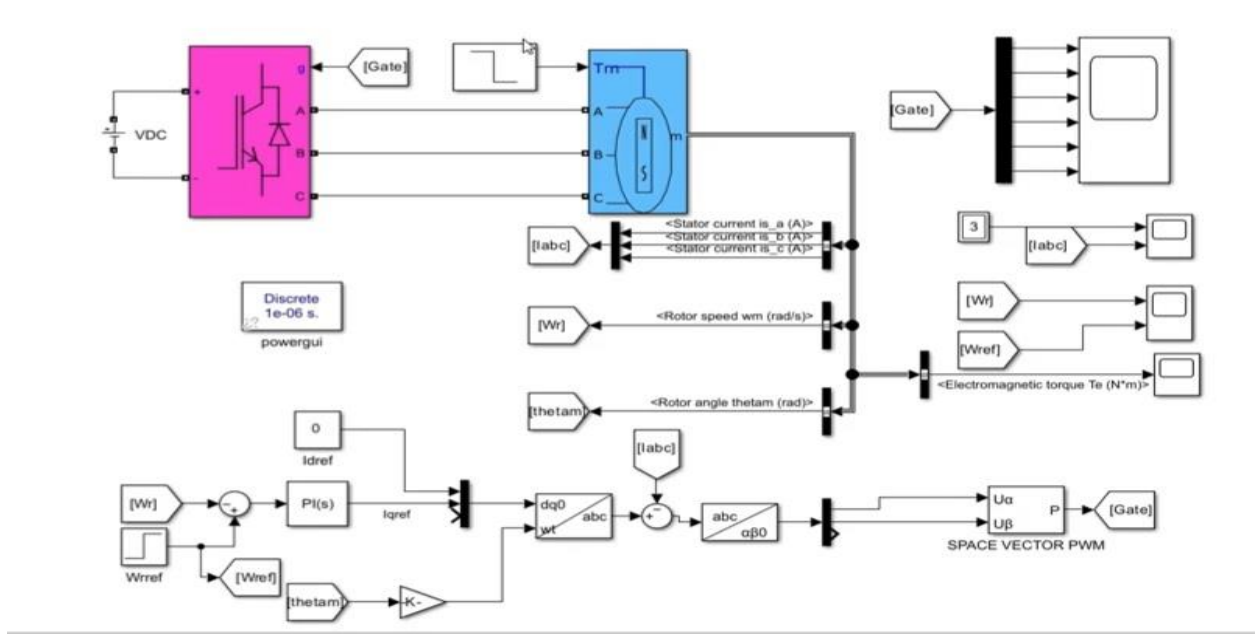 g
[Gate]
A
B
C
+
-
VDC
Tm
A
B
C
N
S
m
[Gate]
<Stator current is_a (A)>
<Stator current is_b (A)>
<Stator current is_c (A)>
[Iabc]
3
[Iabc]
Discrete
1e-06 s.
powergui
[Wr]
<Rotor speed wm (rad/s)>
[Wr]
[Wref]
<Electromagnetic torque Te (N*m)>
[thetam]
<Rotor angle thetam (rad)>
0
Idref
[Iabc]
[Wr]
PI(s)
Iqref
dq0
wt
abc
abc
αβ0
Uα
Uβ
P
[Gate]
SPACE VECTOR PWM
Wrref
[Wref]
[thetam]
-K-